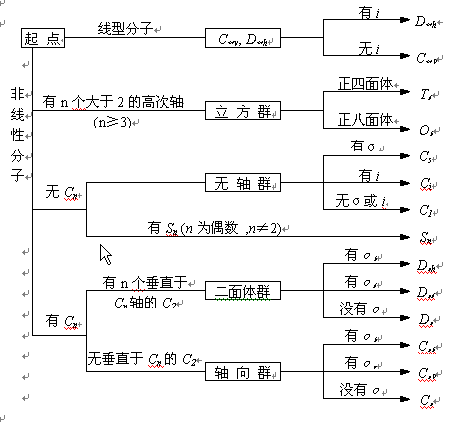 起 点
线型分子
C∞v, D∞h
有 i
D∞h
无 i
C∞v
非线性分子
有 n 个大于 2 的高次轴
(n≥3)
立 方 群
正四面体
正八面体
无 Cn
无 轴 群
有 σ
Cs
有 i
Ci
无 σ 或 i
C1
有 Sn (n 为偶数 ,n≠2)
Sn
有 Cn
有 n 个垂直于
Cn 轴的 C2
二面体群
有 σh
Dnh
有 σd
Dnd
没有 σ
Dn
无垂直于 Cn 的 C2
轴 向 群
有 σh
Cnh
有 σv
Cnv
没有 σ
Cn